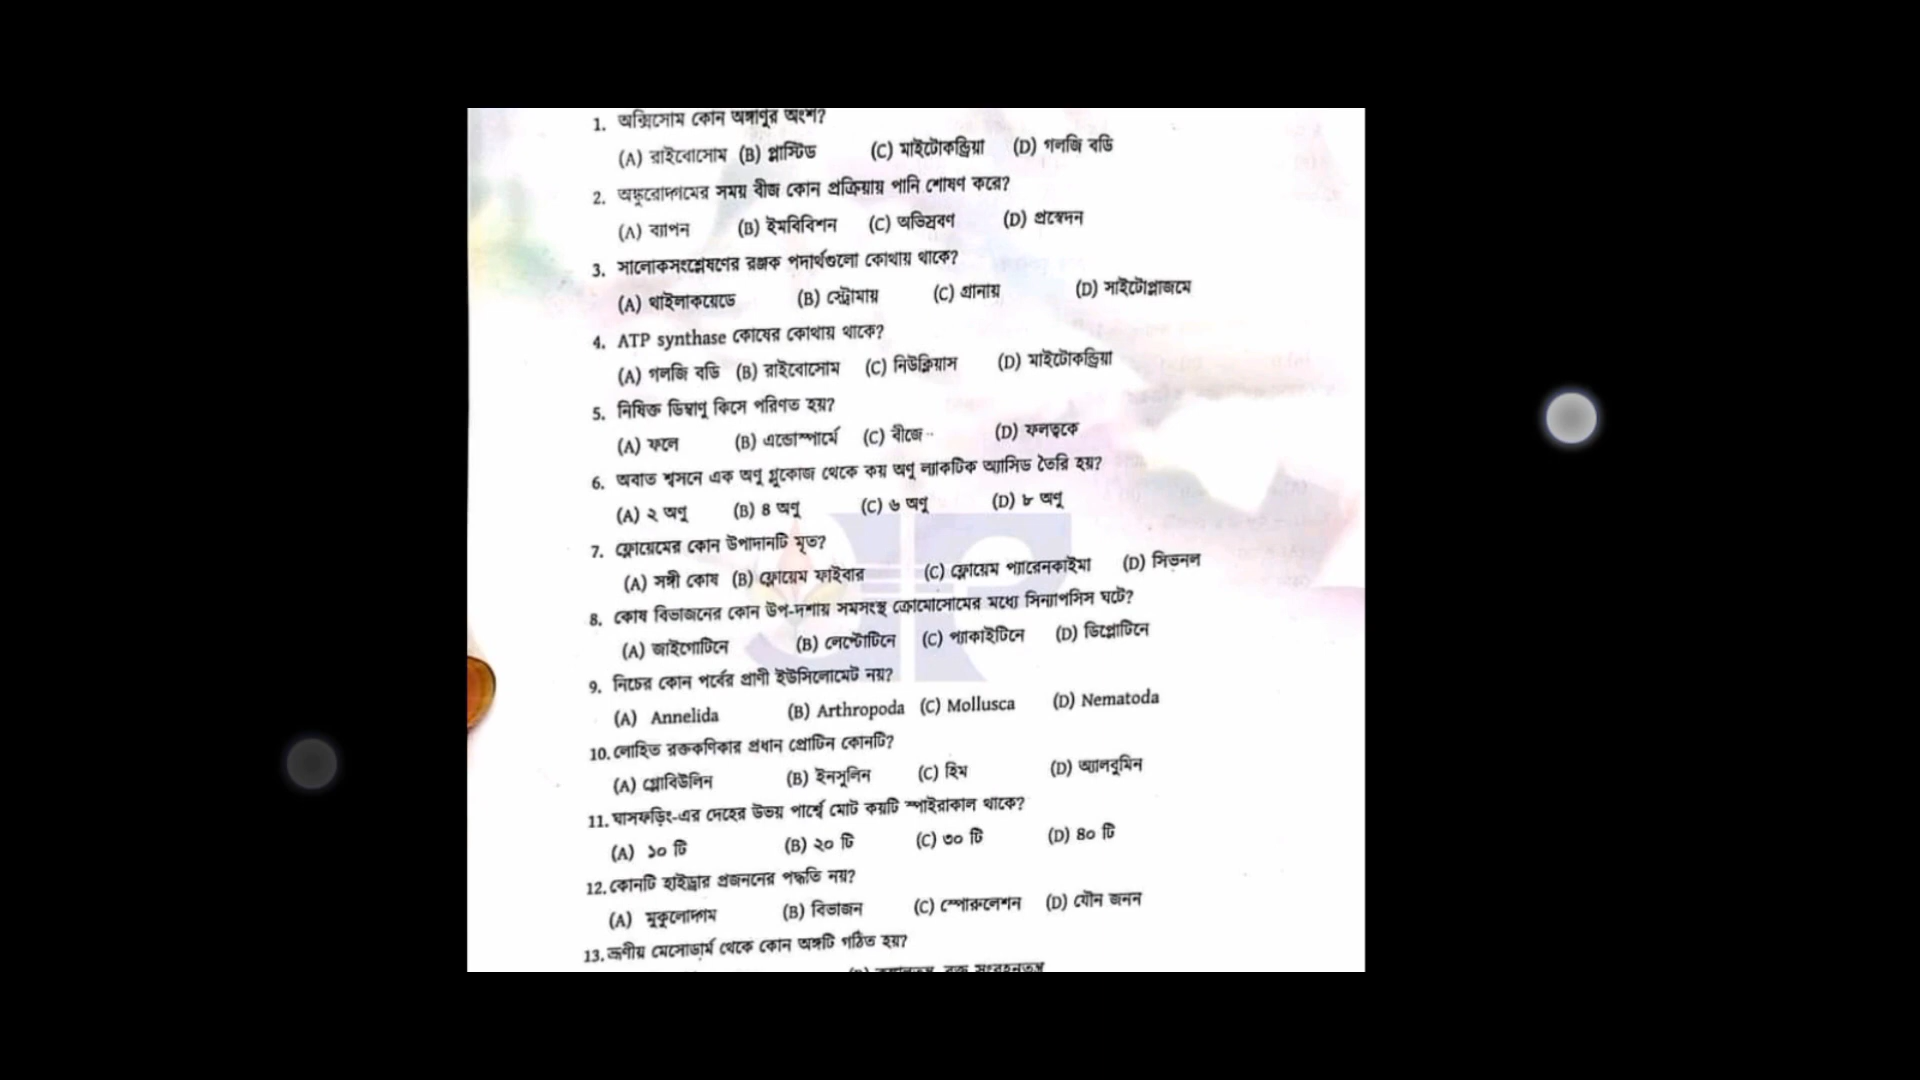 1. অক্সিসোম কোন অঙ্গাণুর অংশ?
(A) রাইবোসোম (B) প্লাস্টিড (C) মাইটোকন্ড্রিয়া (D) গলজি বডি
2. অঙ্কুরোদ্গমের সময় বীজ কোন প্রক্রিয়ায় পানি শোষণ করে?
(A) ব্যাপন (B) ইমবিবিশন (C) অভিস্রবণ (D) প্রস্বেদন
3. সালোকসংশ্লেষণের রঞ্জক পদার্থগুলো কোথায় থাকে?
(A) থাইলাকয়েডে (B) স্ট্রোমায় (C) গ্রানায় (D) সাইটোপ্লাজমে
4. ATP synthase কোষের কোথায় থাকে?
(A) গলজি বডি (B) রাইবোসোম (C) নিউক্লিয়াস (D) মাইটোকন্ড্রিয়া
5. নিষিক্ত ডিম্বাণু কিসে পরিণত হয়?
(A) ফলে (B) এন্ডোস্পার্মে (C) বীজে (D) ফলত্বকে
6. অবাত শ্বসনে এক অণু গ্লুকোজ থেকে কয় অণু ল্যাকটিক অ্যাসিড তৈরি হয়?
(A) ২ অণু (B) ৪ অণু (C) ৬ অণু (D) ৮ অণু
7. ফ্লোয়েমের কোন উপাদানটি মৃত?
(A) সঙ্গী কোষ (B) ফ্লোয়েম ফাইবার (C) ফ্লোয়েম প্যারেনকাইমা (D) সিভনল
8. কোষ বিভাজনের কোন উপ-দশায় সমসংস্থ ক্রোমোসোমের মধ্যে সিন্যাপসিস ঘটে?
(A) জাইগোটিনে (B) লেপ্টোটিনে (C) প্যাকাইটিনে (D) ডিপ্লোটিনে
9. নিচের কোন পর্বের প্রাণী ইউসিলোমেট নয়?
(A) Annelida (B) Arthropoda (C) Mollusca (D) Nematoda
10. লোহিত রক্তকণিকার প্রধান প্রোটিন কোনটি?
(A) গ্লোবিউলিন (B) ইনসুলিন (C) হিম (D) অ্যালবুমিন
11. ঘাসফড়িং-এর দেহের উভয় পার্শ্বে মোট কয়টি স্পাইরাকাল থাকে?
(A) ১০ টি (B) ২০ টি (C) ৩০ টি (D) ৪০ টি
12. কোনটি হাইড্রার প্রজননের পদ্ধতি নয়?
(A) মুকুলোদ্গম (B) বিভাজন (C) স্পোরুলেশন (D) যৌন জনন
13. ভ্রূণীয় মেসোডার্ম থেকে কোন অঙ্গটি গঠিত হয়?